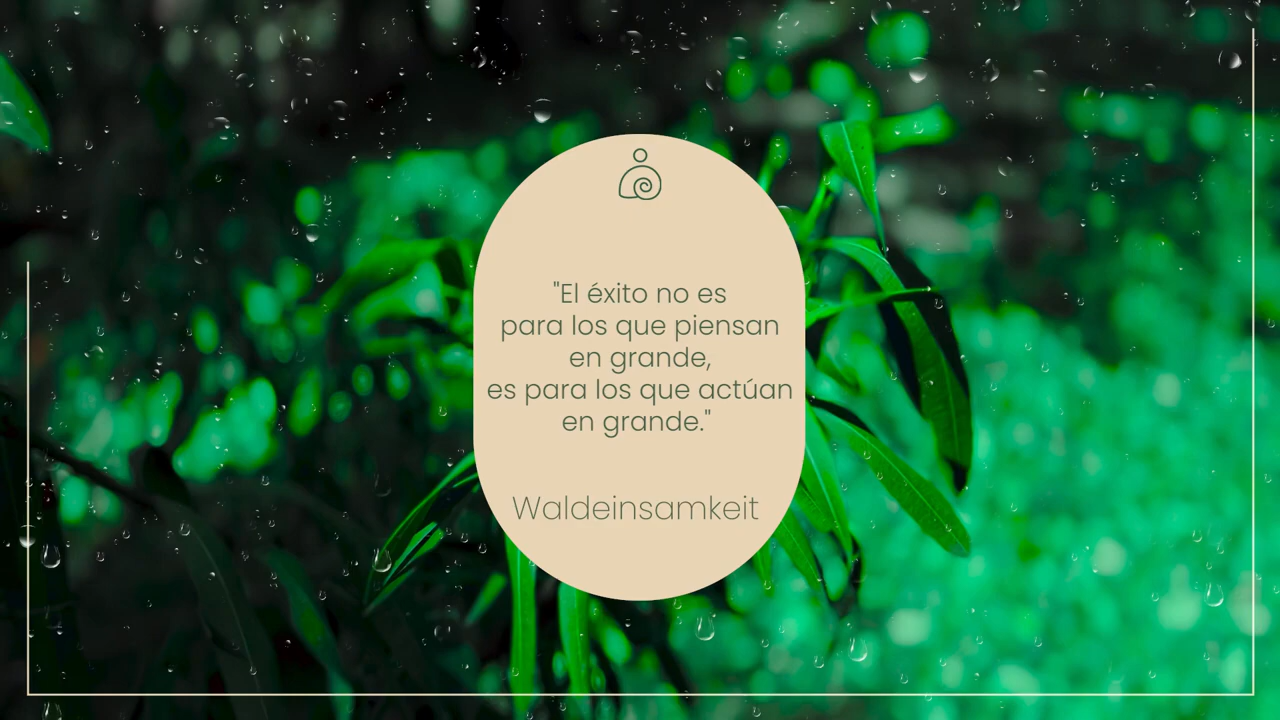 "El éxito no es
para los que piensan
en grande,
es para los que actúan
en grande."
Waldeinsamkeit